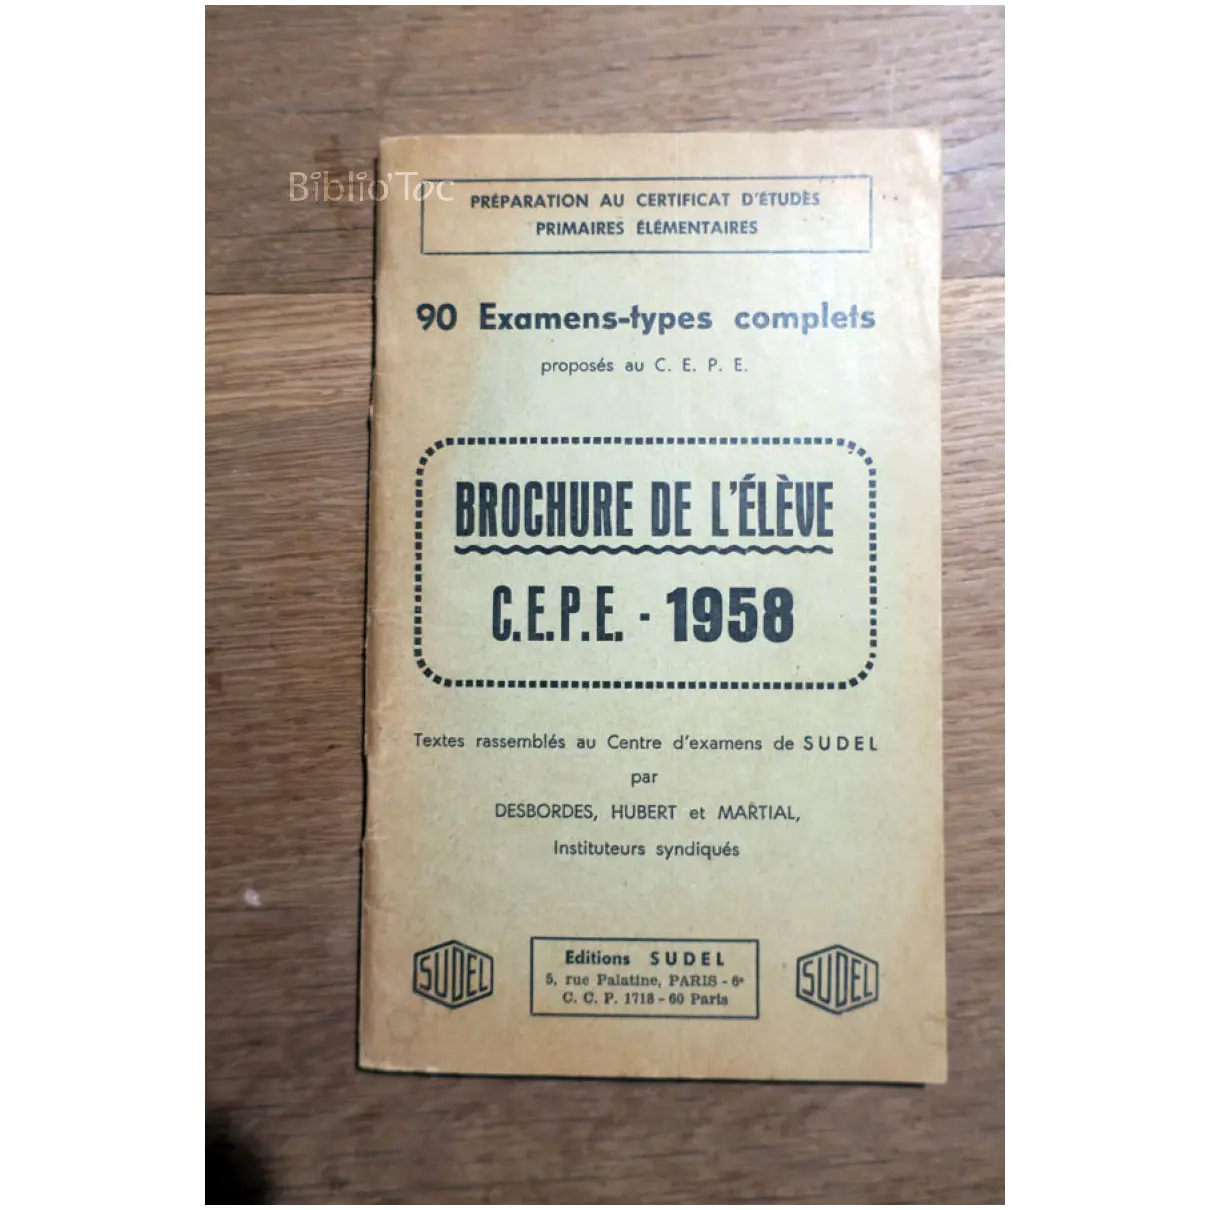 Biblio'Toc
PRÉPARATION AU CERTIFICAT D'ÉTUDES
PRIMAIRES ÉLÉMENTAIRES
90 Examens-types complets
proposés au C. E. P. E.
BROCHURE DE L'ÉLÈVE
C.E.P.E. - 1958
Textes rassemblés au Centre d'examens de SUDEL
par
DESBORDES, HUBERT et MARTIAL,
Instituteurs syndiqués
SUDEL
Editions SUDEL
5, rue Palatine, PARIS - 6e
C. C. P. 1718 - 60 Paris
SUDEL